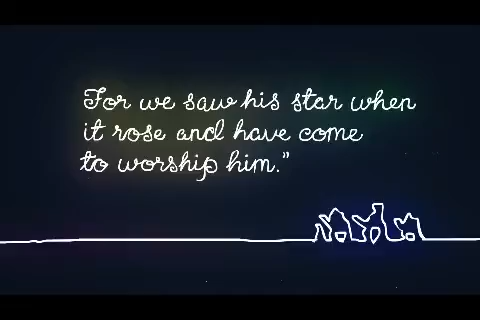 For we saw his star when
it rose and have come
to worship him.”